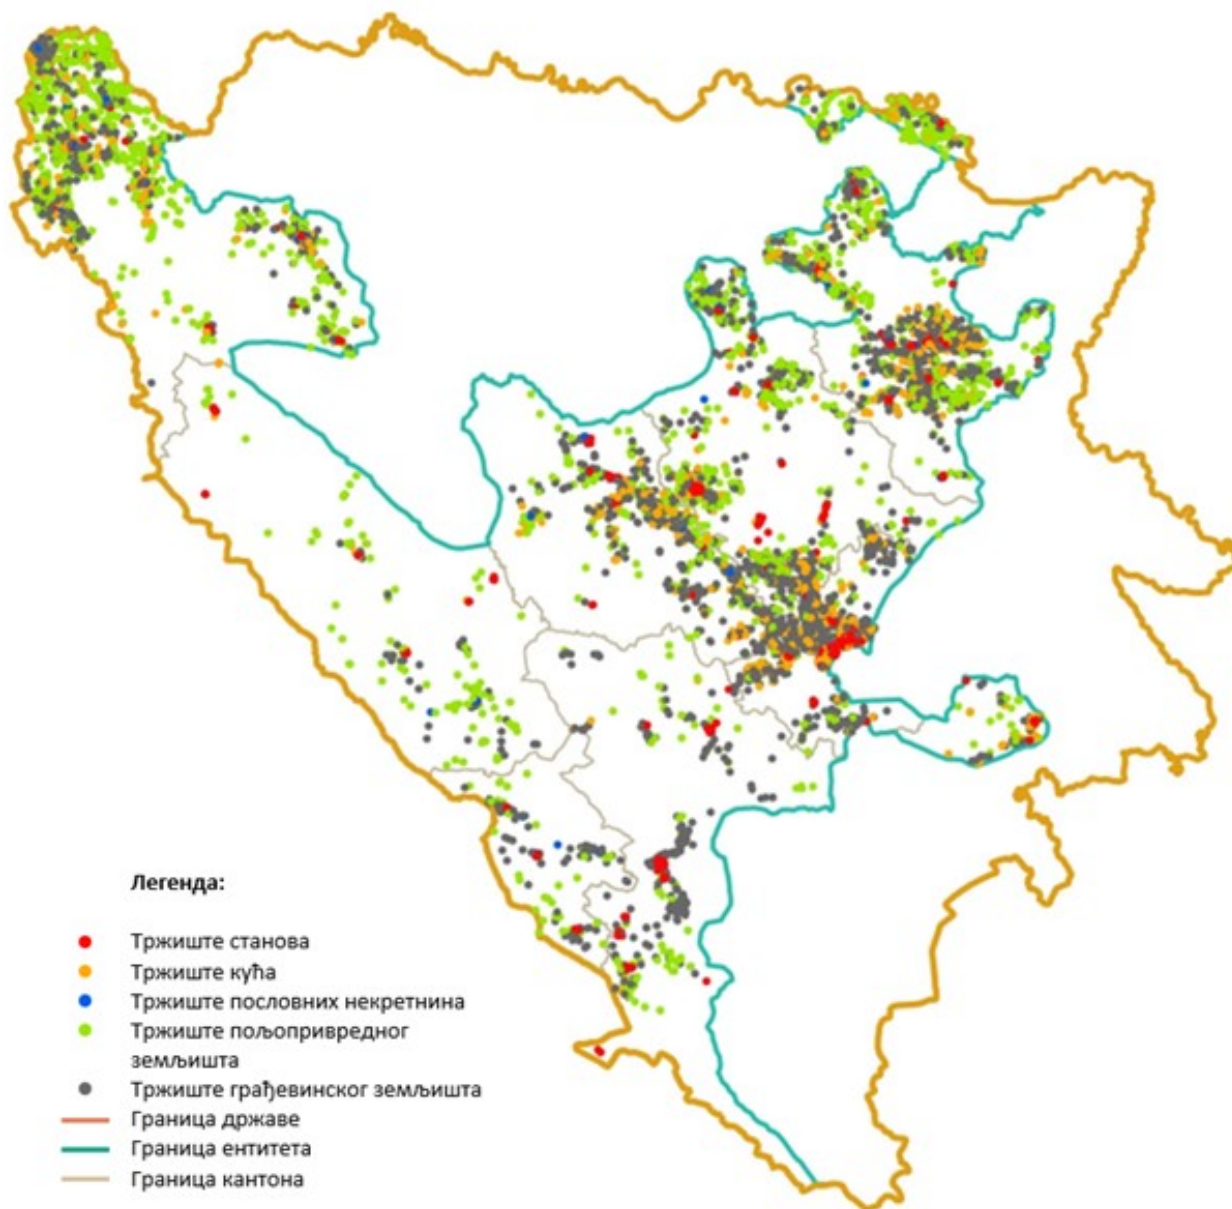 Легенда:
Тржиште станова
Тржиште кућа
Тржиште пословних некретнина
Тржиште пољопривредног
земљишта
Тржиште грађевинског земљишта
Граница државе
Граница ентитета
Граница кантона